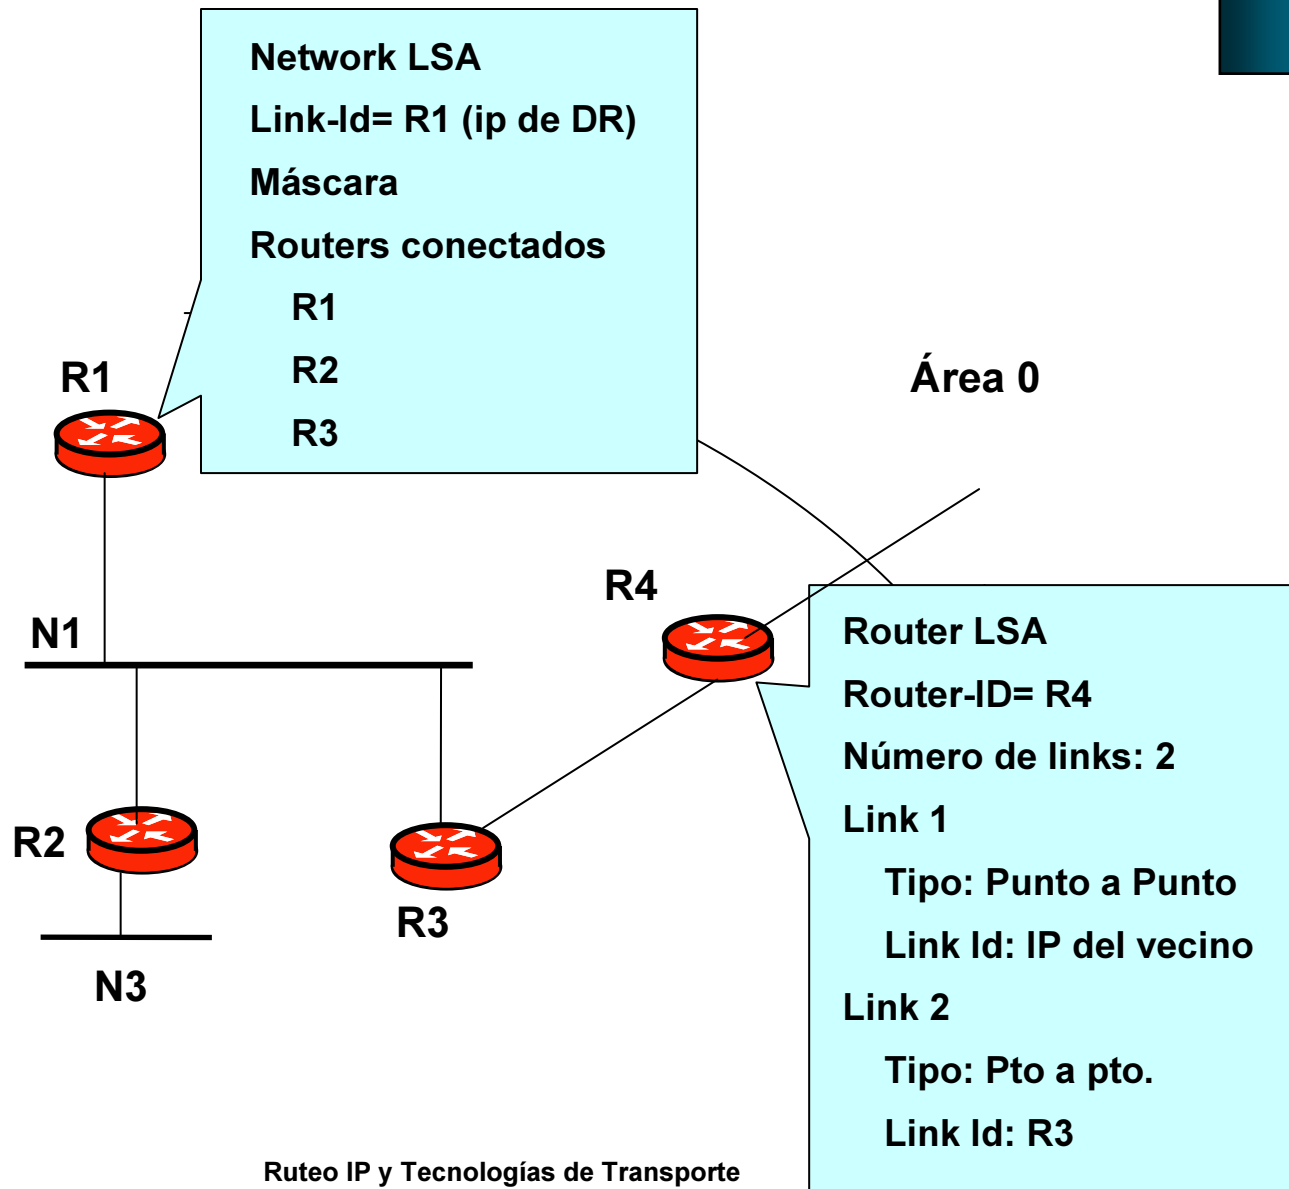 Network LSA
Link-Id= R1 (ip de DR)
Máscara
Routers conectados
R1
R2
R3
R1
Área 0
R4
N1
R2
R3
N3
Router LSA
Router-ID= R4
Número de links: 2
Link 1
Tipo: Punto a Punto
Link Id: IP del vecino
Link 2
Tipo: Pto a pto.
Link Id: R3
Ruteo IP y Tecnologías de Transporte